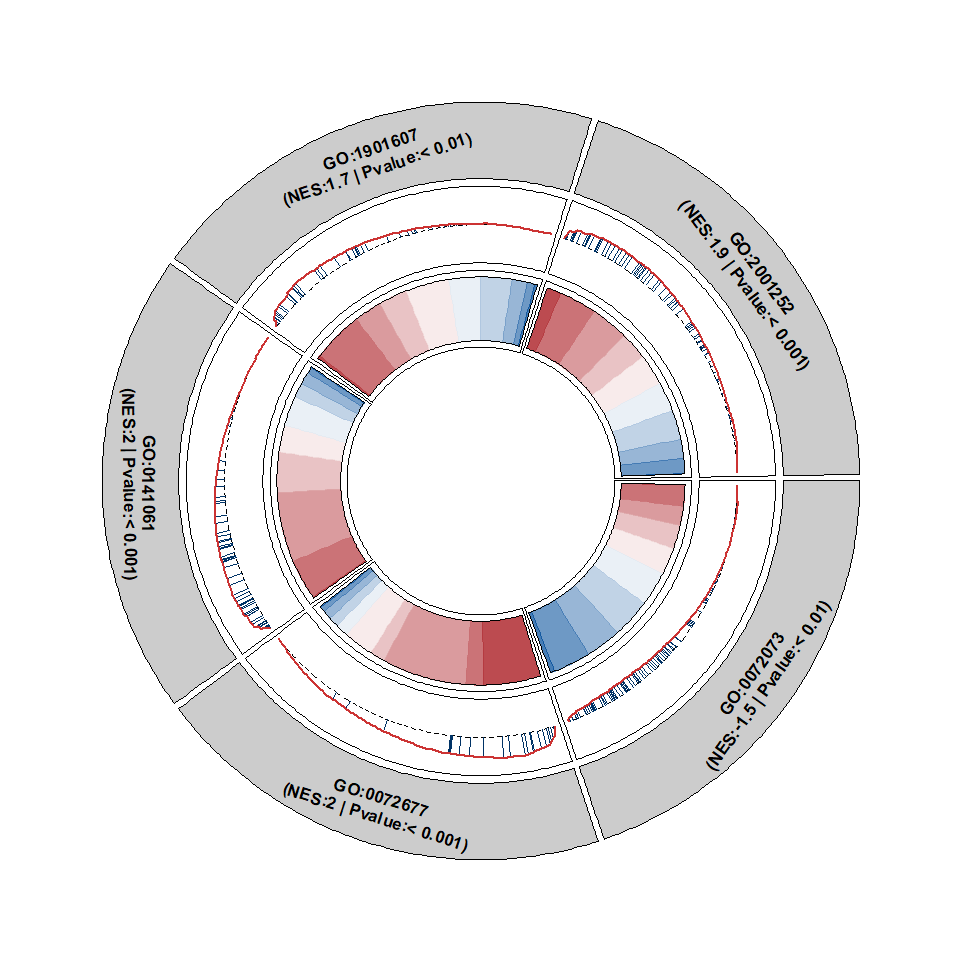 GO:1901607
(NES:1.7 | Pvalue:< 0.01)
GO:2001252
(NES:1.9 | Pvalue:< 0.001)
GO:0141061
(NES:2 | Pvalue:< 0.001)
GO:0072073
(NES:-1.5 | Pvalue:< 0.01)
GO:0072677
(NES:2 | Pvalue:< 0.001)